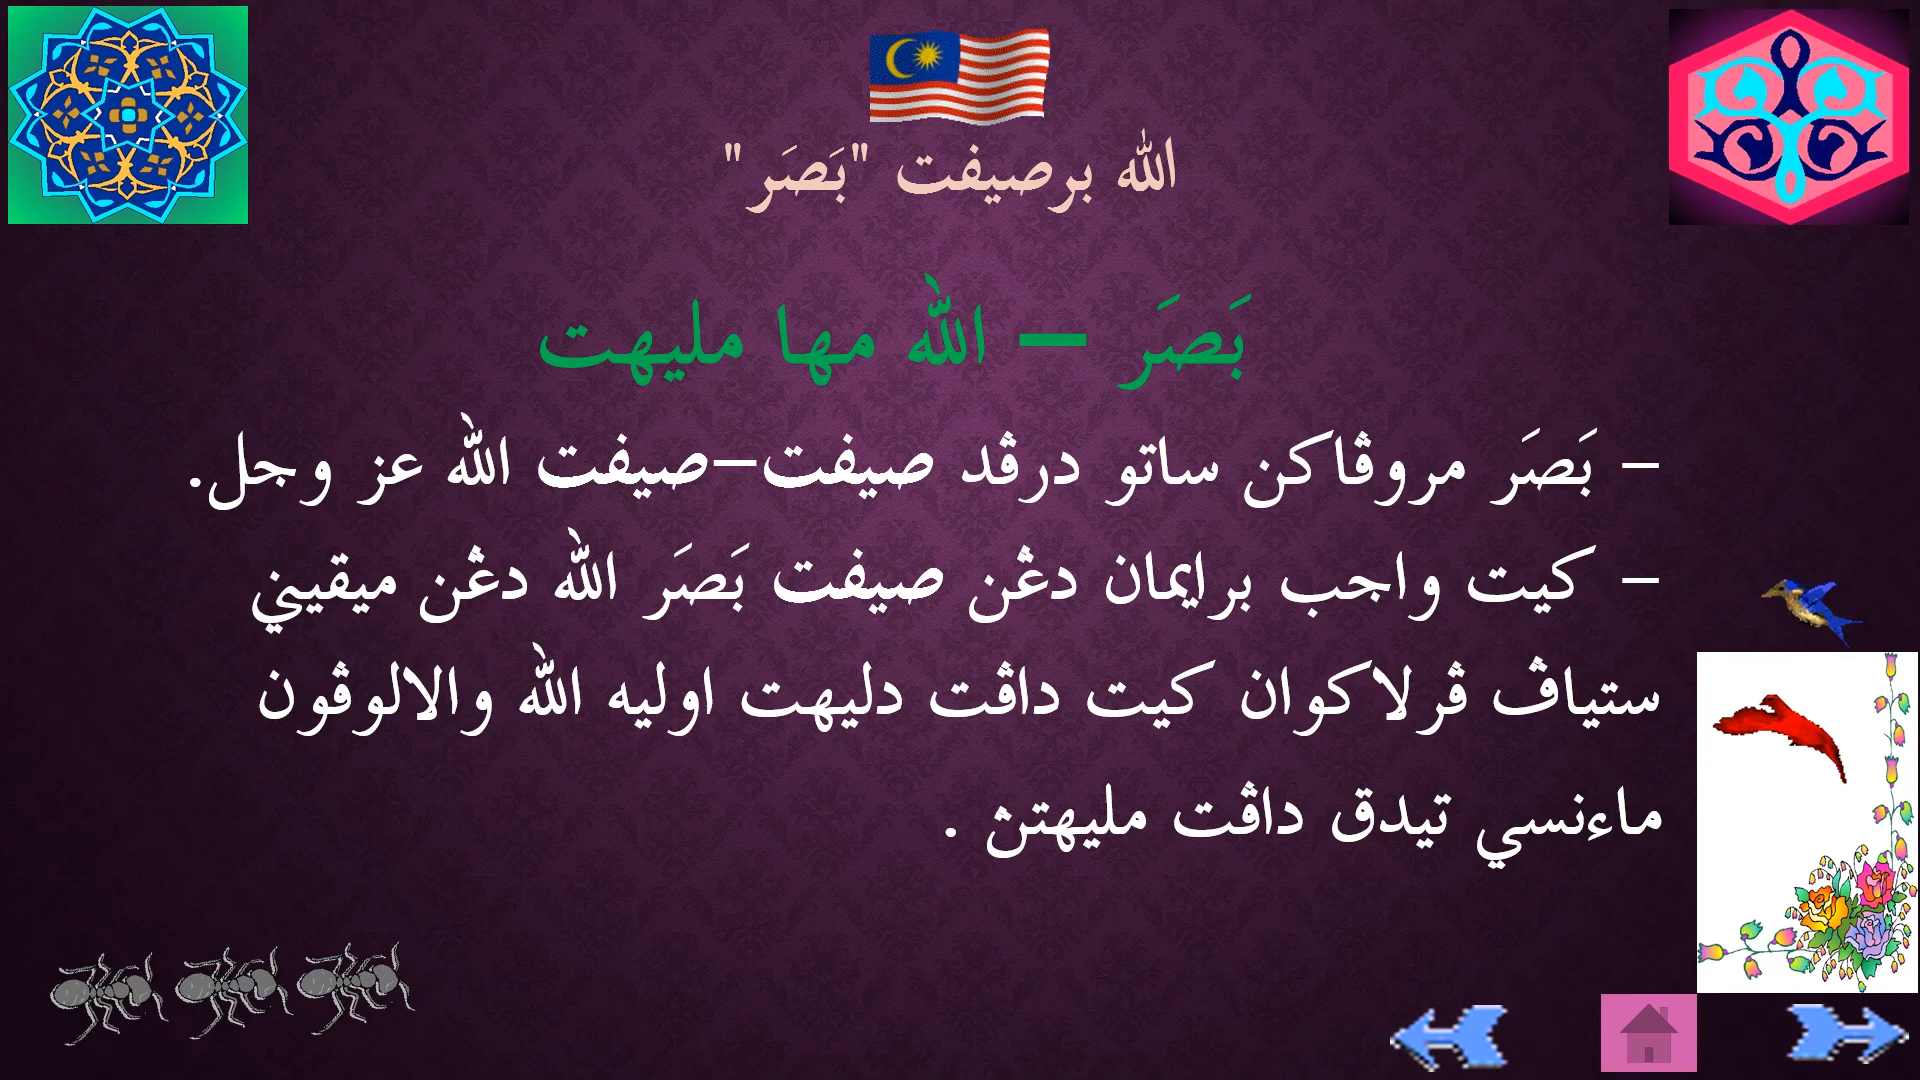 الله برصيفت "بَصَر"
بَصَر – الله مها مليهت
– بَصَر مروڤاكن ساتو درڤد صيفت–صيفت الله عز وجل.
– كيت واجب برايمان دڠن صيفت بَصَر الله دڠن ميقيني
ستياڤ ڤرلاكوان كيت داڤت دليهت اوليه الله والالوڤون
ماءنسي تيدق داڤت مليهتڽ .